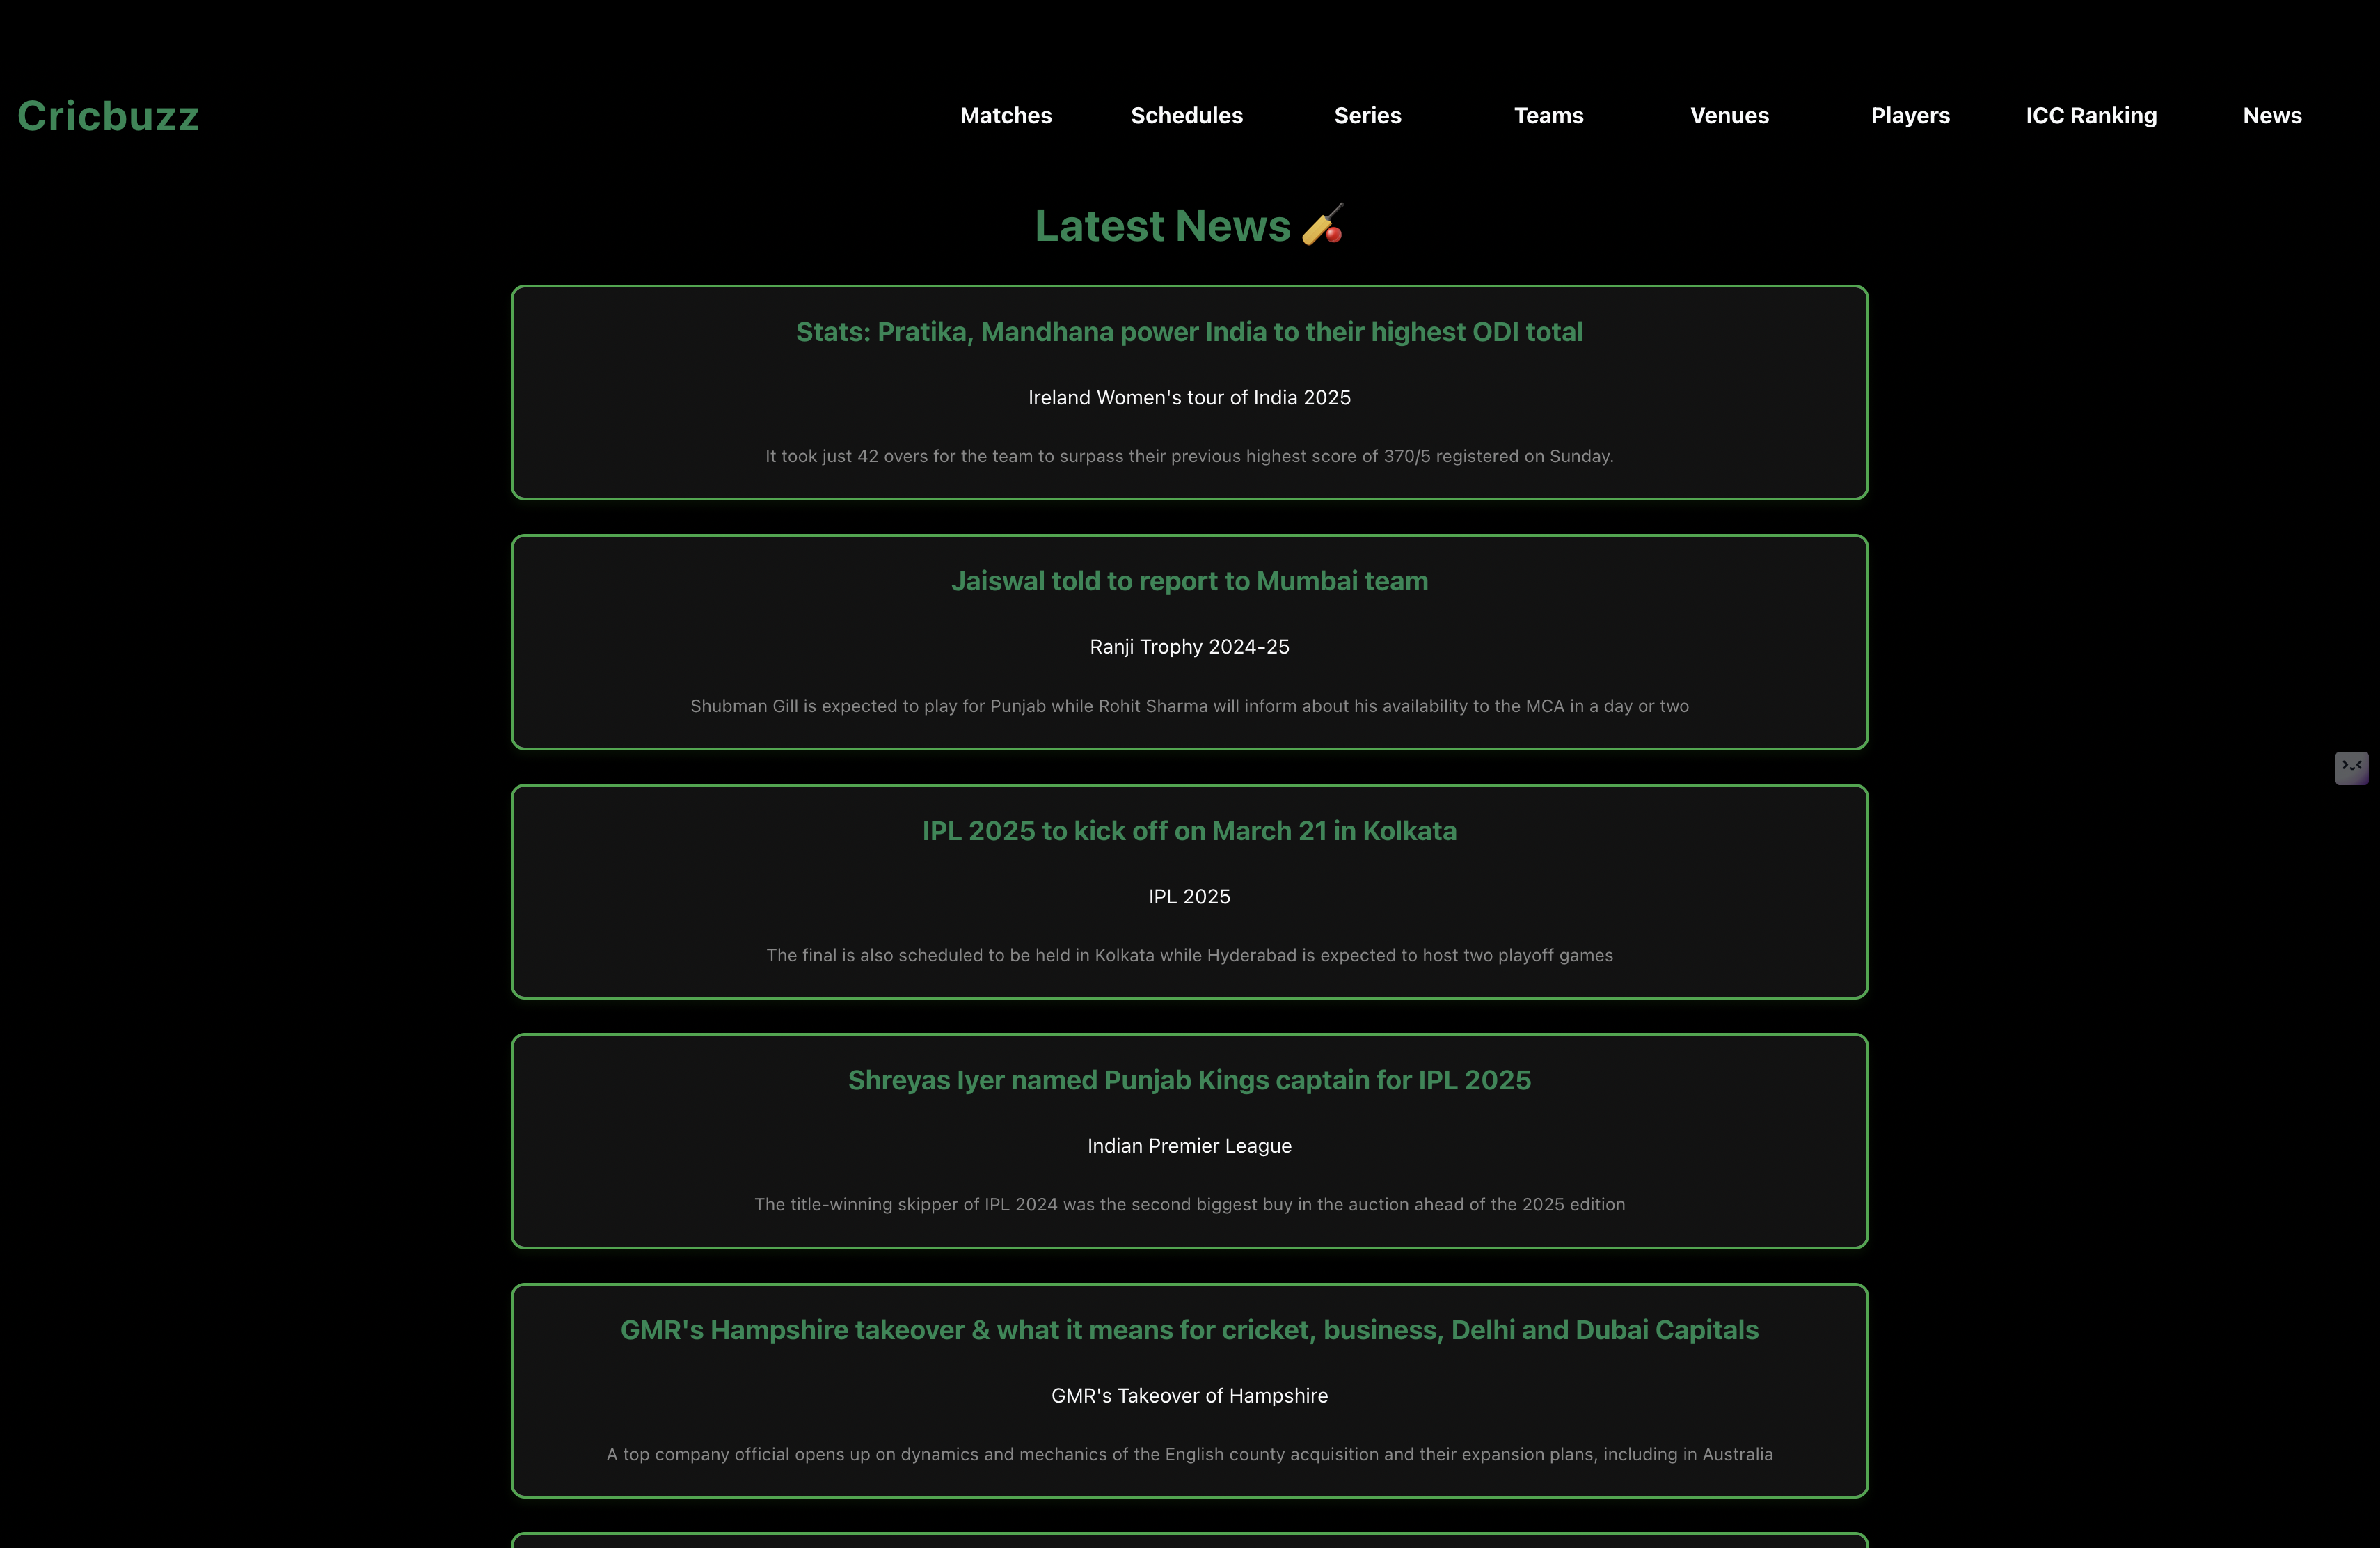 Cricbuzz
Matches Schedules Series Teams Venues Players ICC Ranking News
Latest News 🏏
Stats: Pratika, Mandhana power India to their highest ODI total
Ireland Women's tour of India 2025
It took just 42 overs for the team to surpass their previous highest score of 370/5 registered on Sunday.
Jaiswal told to report to Mumbai team
Ranji Trophy 2024-25
Shubman Gill is expected to play for Punjab while Rohit Sharma will inform about his availability to the MCA in a day or two
IPL 2025 to kick off on March 21 in Kolkata
IPL 2025
The final is also scheduled to be held in Kolkata while Hyderabad is expected to host two playoff games
Shreyas Iyer named Punjab Kings captain for IPL 2025
Indian Premier League
The title-winning skipper of IPL 2024 was the second biggest buy in the auction ahead of the 2025 edition
GMR's Hampshire takeover & what it means for cricket, business, Delhi and Dubai Capitals
GMR's Takeover of Hampshire
A top company official opens up on dynamics and mechanics of the English county acquisition and their expansion plans, including in Australia